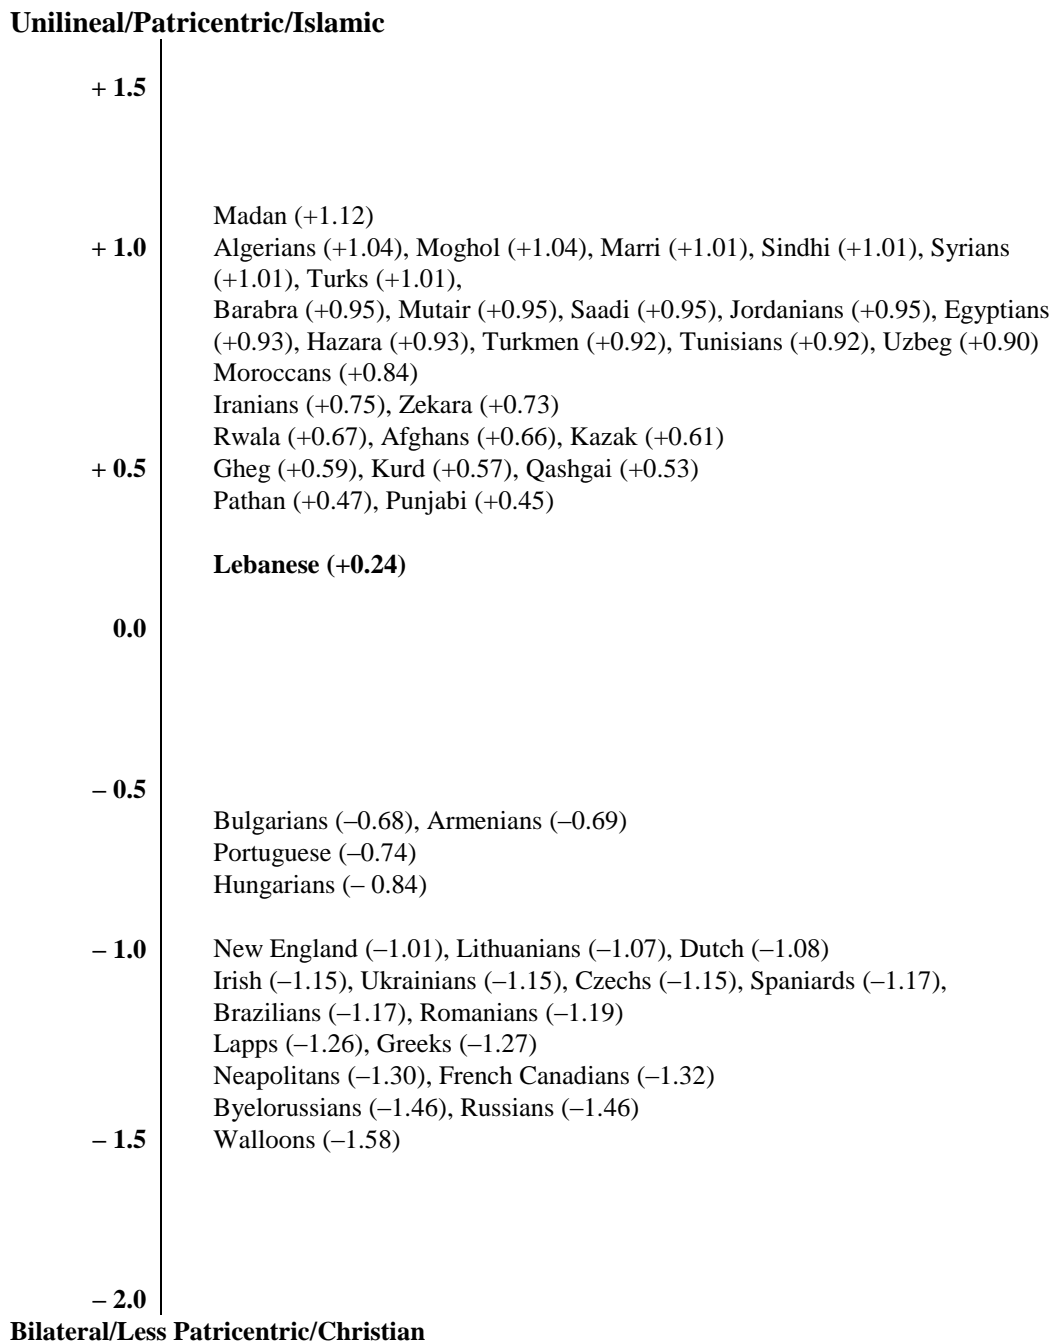 Unilineal/Patricentric/Islamic
+ 1.5
Madan (+1.12)
+ 1.0 Algerians (+1.04), Moghol (+1.04), Marri (+1.01), Sindhi (+1.01), Syrians
(+1.01), Turks (+1.01),
Barabra (+0.95), Mutair (+0.95), Saadi (+0.95), Jordanians (+0.95), Egyptians
(+0.93), Hazara (+0.93), Turkmen (+0.92), Tunisians (+0.92), Uzbeg (+0.90)
Moroccans (+0.84)
Iranians (+0.75), Zekara (+0.73)
Rwala (+0.67), Afghans (+0.66), Kazak (+0.61)
+ 0.5 Gheg (+0.59), Kurd (+0.57), Qashgai (+0.53)
Pathan (+0.47), Punjabi (+0.45)
Lebanese (+0.24)
0.0
– 0.5
Bulgarians (–0.68), Armenians (–0.69)
Portuguese (–0.74)
Hungarians (– 0.84)
– 1.0 New England (–1.01), Lithuanians (–1.07), Dutch (–1.08)
Irish (–1.15), Ukrainians (–1.15), Czechs (–1.15), Spaniards (–1.17),
Brazilians (–1.17), Romanians (–1.19)
Lapps (–1.26), Greeks (–1.27)
Neapolitans (–1.30), French Canadians (–1.32)
Byelorussians (–1.46), Russians (–1.46)
– 1.5 Walloons (–1.58)
– 2.0
Bilateral/Less Patricentric/Christian